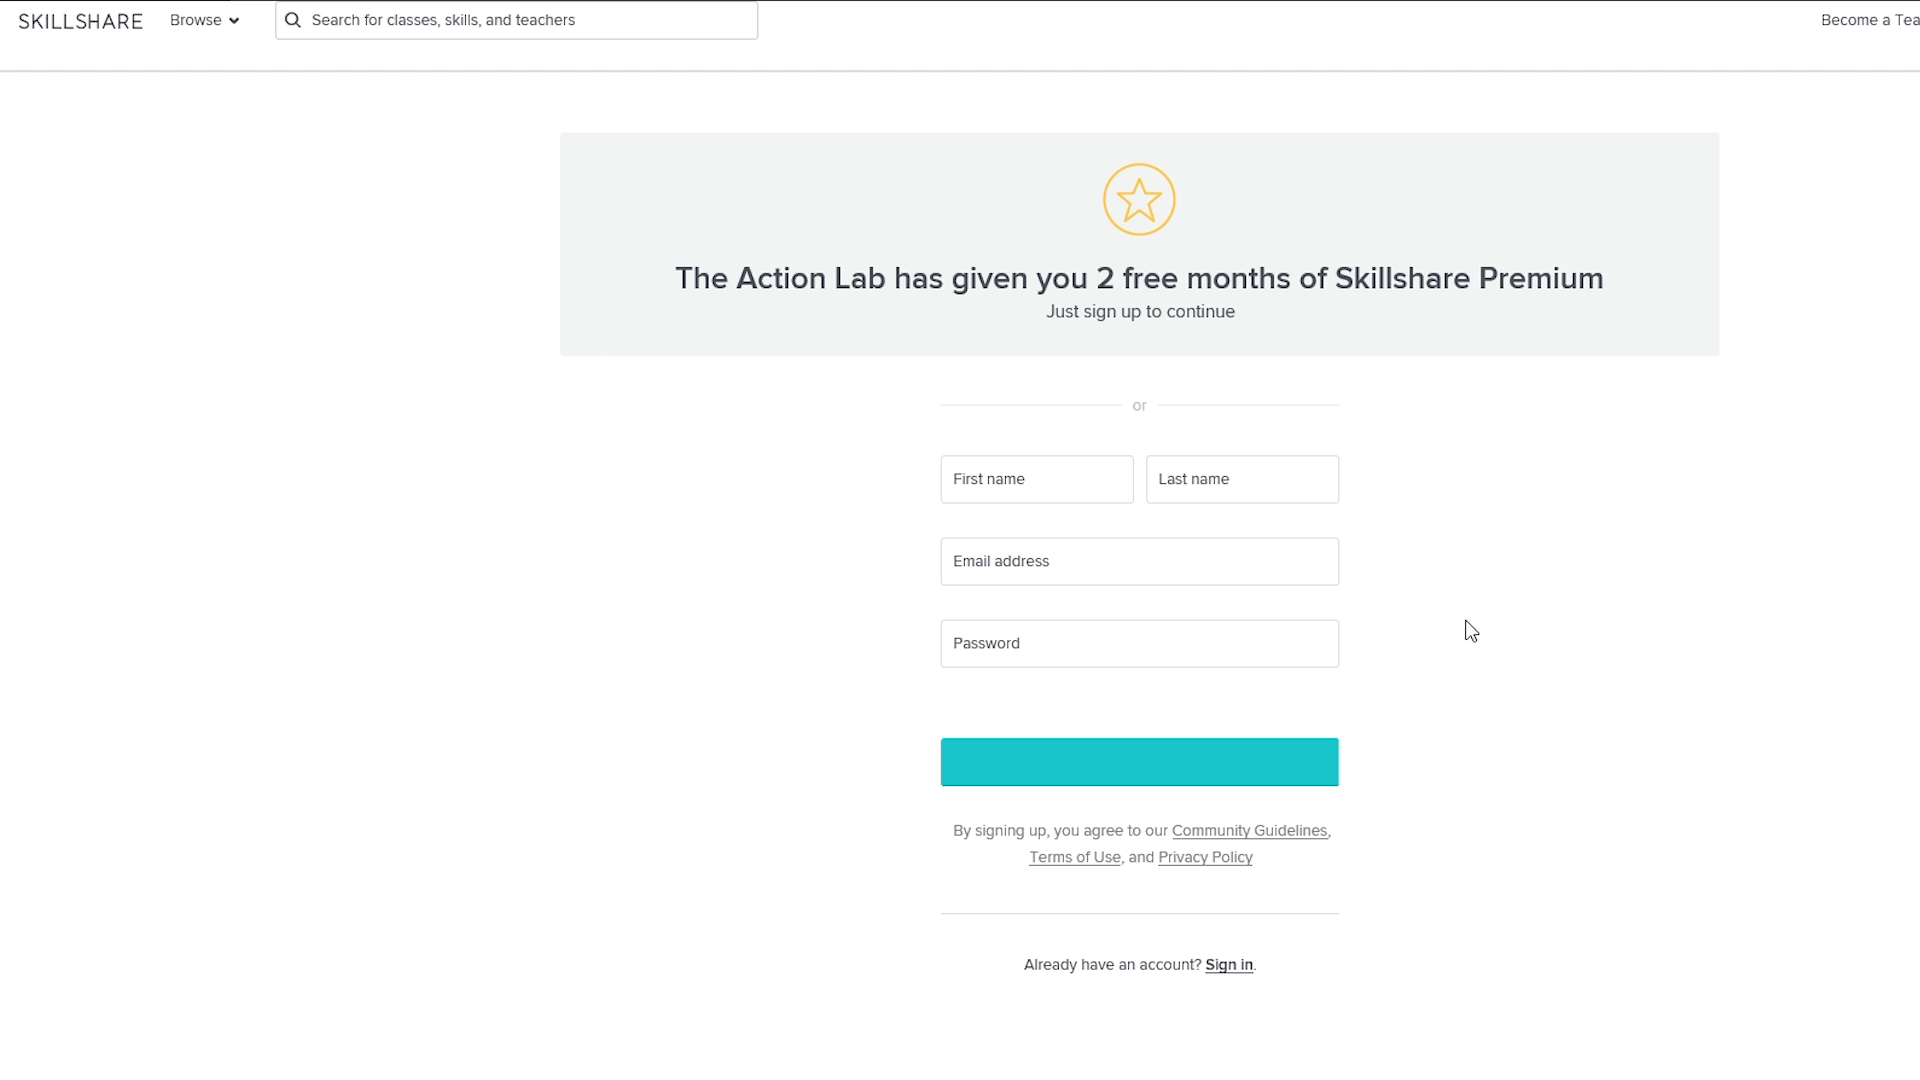 SKILLSHARE
Browse
Search for classes, skills, and teachers
Become a Tea
The Action Lab has given you 2 free months of Skillshare Premium
Just sign up to continue
or
First name
Last name
Email address
Password
By signing up, you agree to our Community Guidelines,
Terms of Use, and Privacy Policy
Already have an account? Sign in.